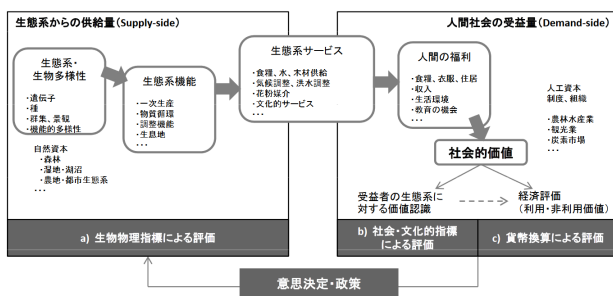 生態系からの供給量(Supply-side)
人間社会の受益量(Demand-side)
生態系・
生物多様性
・遺伝子
・種
・群集、景観
・機能的多様性
自然資本
・森林
・湿地・湖沼
・農地・都市生態系
・・・
生態系機能
・一次生産
・物質循環
・調整機能
・生息地
・・・
生態系サービス
・食糧、水、木材供給
・気候調整、洪水調整
・花粉媒介
・文化的サービス
・・・
人間の福利
・食糧、衣服、住居
・収入
・生活環境
・教育の機会
・・・
人工資本
制度、組織
・農林水産業
・観光業
・炭素市場
・・・
社会的価値
受益者の生態系に
対する価値認識
経済評価
(利用・非利用価値)
a) 生物物理指標による評価
b) 社会・文化的指標
による評価
c) 貨幣換算による評価
意思決定・政策